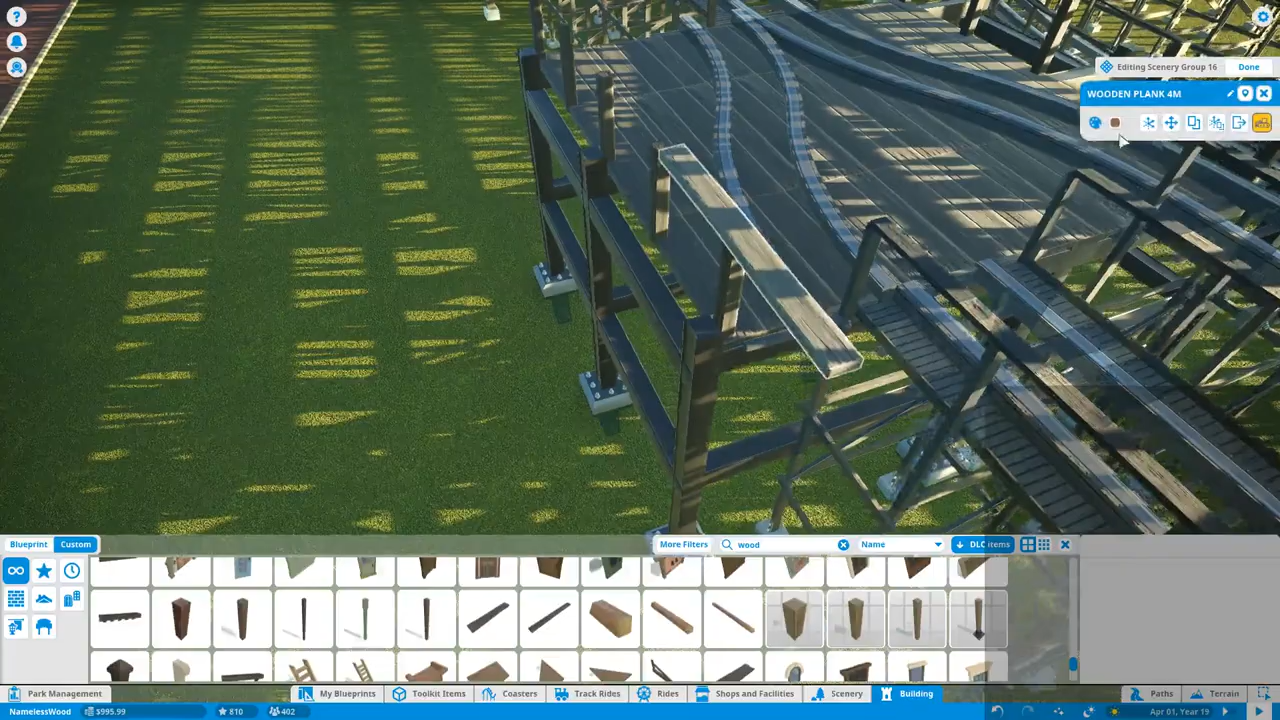 Editing Scenery Group 16 Done
WOODEN PLANK 4M
Blueprint Custom More Filters wood Name DLC items
Park Management My Blueprints Toolkit Items Coasters Track Rides Rides Shops and Facilities Scenery Building Paths Terrain
NamelessWood $995.99 810 402 Apr 01, Year 19